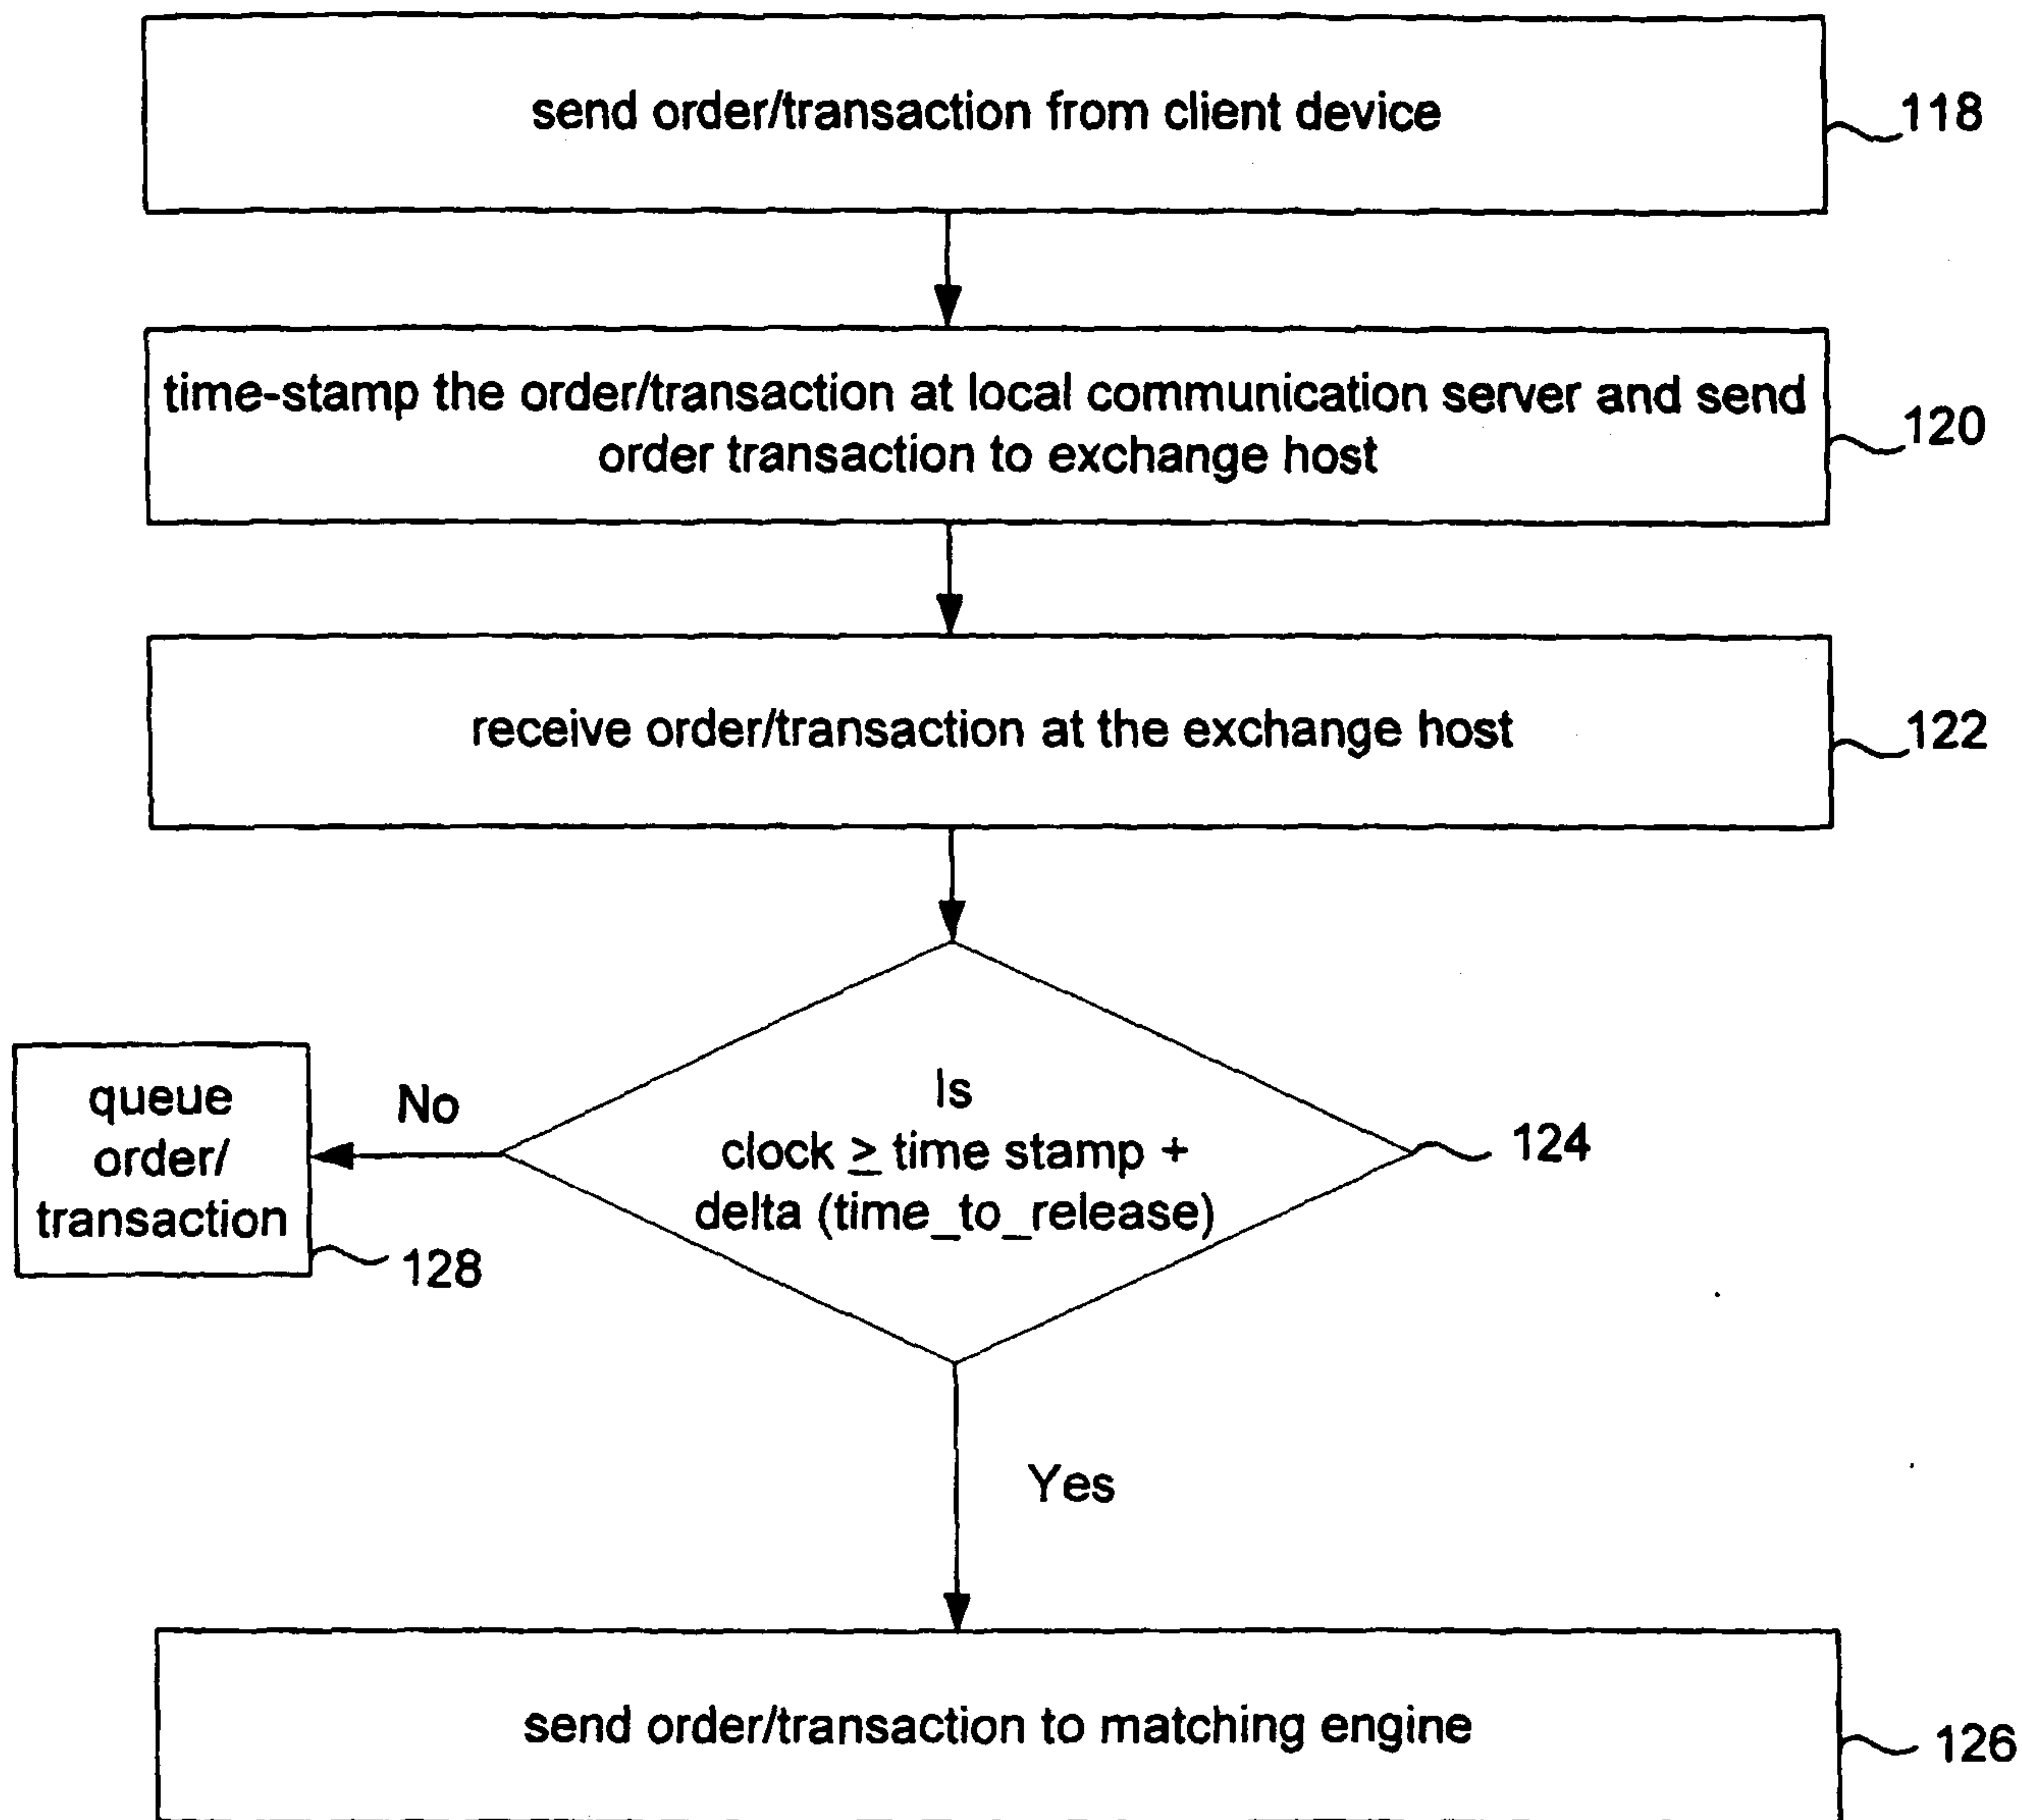 send order/transaction from client device
118
time-stamp the order/transaction at local communication server and send
order transaction to exchange host
120
receive order/transaction at the exchange host
122
Is
clock ≥ time stamp +
delta (time_to_release)
124
No
queue
order/
transaction
128
Yes
send order/transaction to matching engine
126